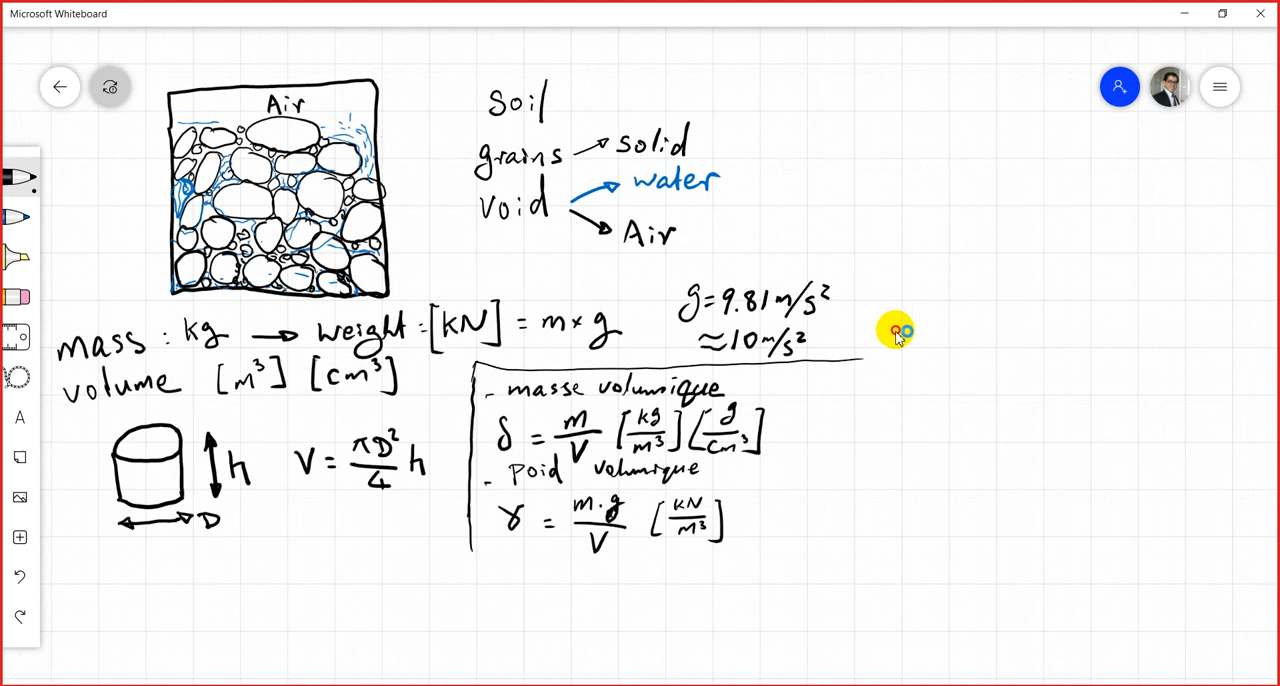 Microsoft Whiteboard
Air
Soil
grains → solid
void → water
→ Air
g = 9.81 m/s²
≈ 10 m/s²
mass : kg → weight = [kN] = m × g
volume [m³] [cm³]
h
D
V = πD²/4 h
- masse volumique
δ = m/V [kg/m³] [g/cm³]
- Poid volumique
γ = m.g/V [kN/m³]
A